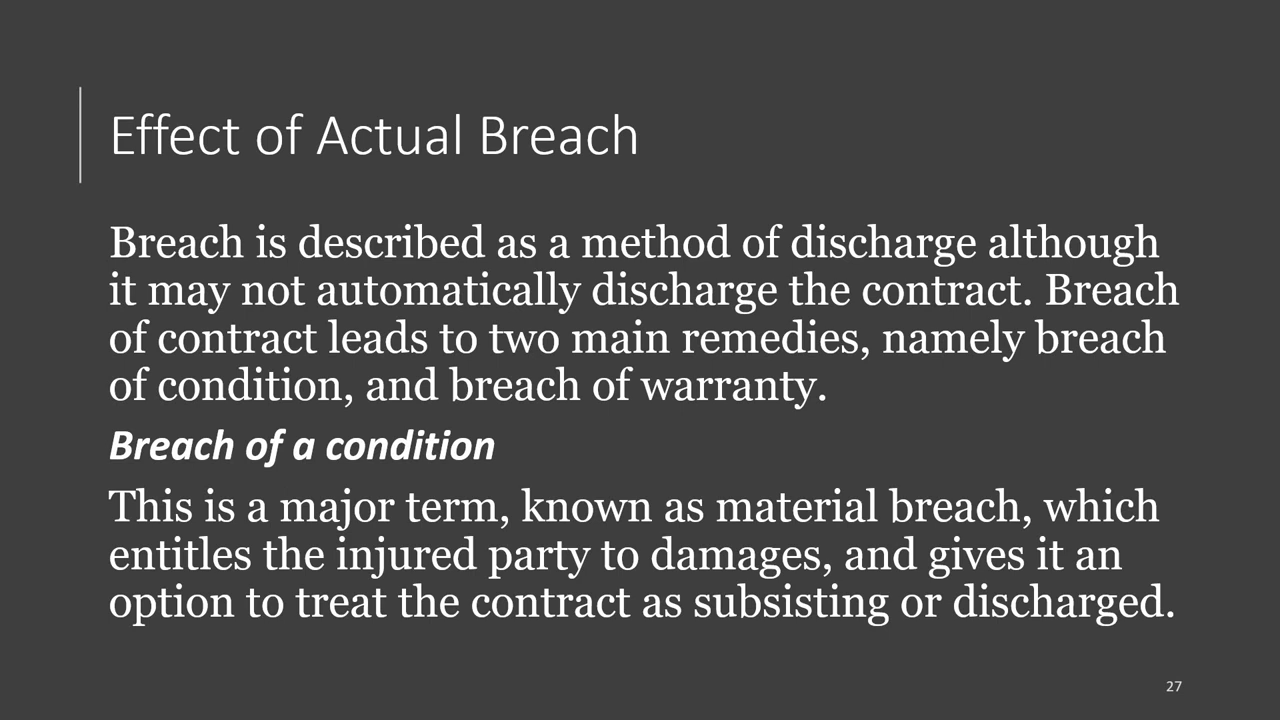 Effect of Actual Breach
Breach is described as a method of discharge although
it may not automatically discharge the contract. Breach
of contract leads to two main remedies, namely breach
of condition, and breach of warranty.
Breach of a condition
This is a major term, known as material breach, which
entitles the injured party to damages, and gives it an
option to treat the contract as subsisting or discharged.
27